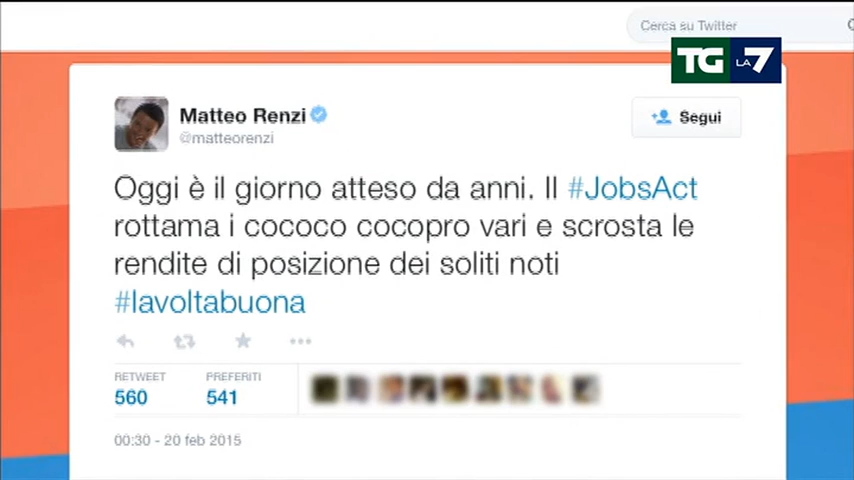 Cerca su Twitter
TG LA 7
Matteo Renzi
@matteorenzi
Segui
Oggi è il giorno atteso da anni. Il #JobsAct
rottama i cococo cocopro vari e scrosta le
rendite di posizione dei soliti noti
#lavoltabuona
RETWEET PREFERITI
560 541
00:30 - 20 feb 2015